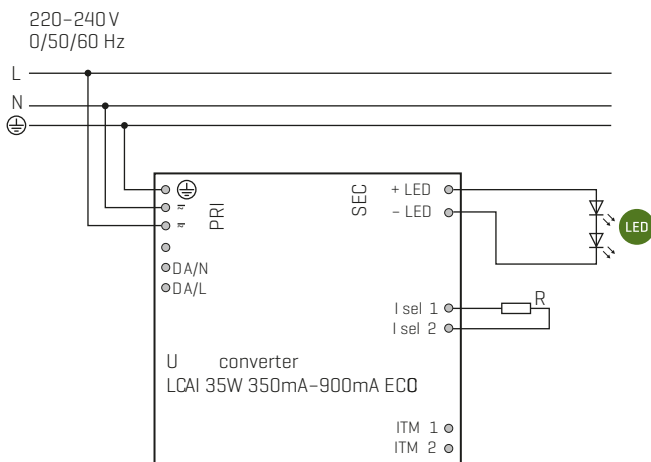 220–240 V
0/50/60 Hz
L
N
PRI
SEC
+ LED
– LED
LED
DA/N
DA/L
I sel 1
R
I sel 2
U converter
LCAI 35W 350mA–900mA ECO
ITM 1
ITM 2